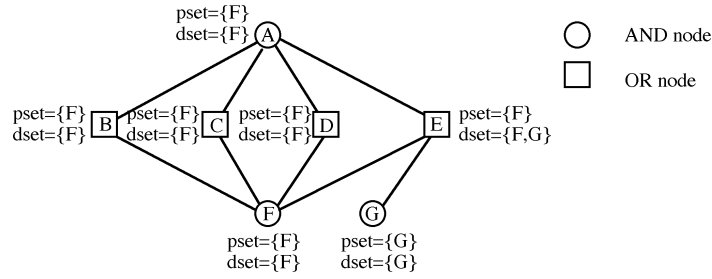 pset={F}
dset={F}
A
AND node
OR node
pset={F}
dset={F}
B
pset={F}
dset={F}
C
pset={F}
dset={F}
D
E
pset={F}
dset={F,G}
F
G
pset={F}
dset={F}
pset={G}
dset={G}